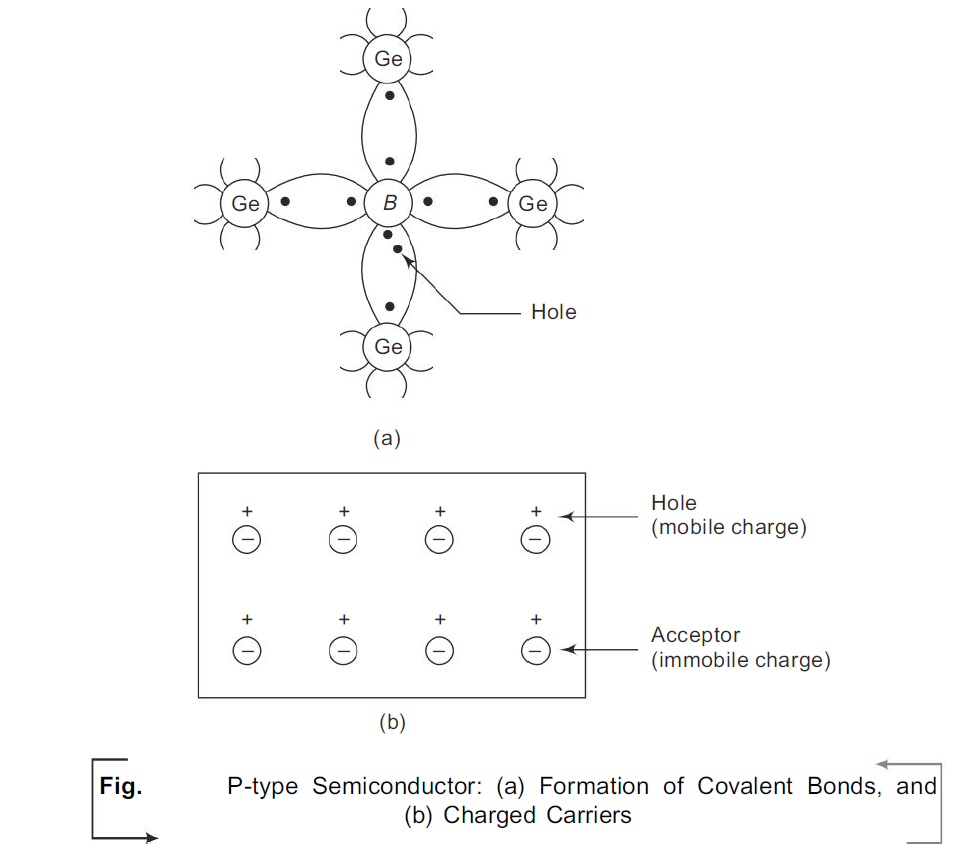 Ge
Ge
B
Ge
Hole
Ge
(a)
+ + + +
− − − −
Hole
(mobile charge)
+ + + +
− − − −
Acceptor
(immobile charge)
(b)
Fig. P-type Semiconductor: (a) Formation of Covalent Bonds, and
(b) Charged Carriers